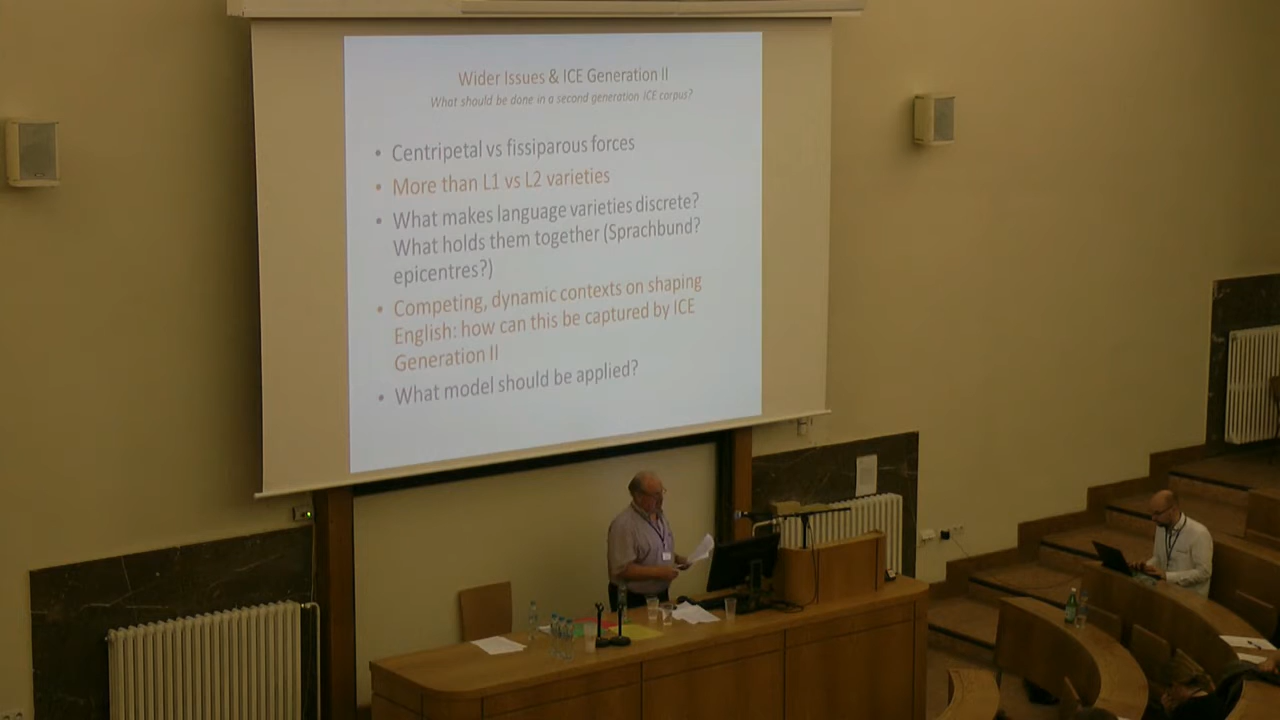 Wider Issues & ICE Generation II
What should be done in a second generation ICE corpus?
• Centripetal vs fissiparous forces
• More than L1 vs L2 varieties
• What makes language varieties discrete?
What holds them together (Sprachbund?
epicentres?)
• Competing, dynamic contexts on shaping
English: how can this be captured by ICE
Generation II
• What model should be applied?